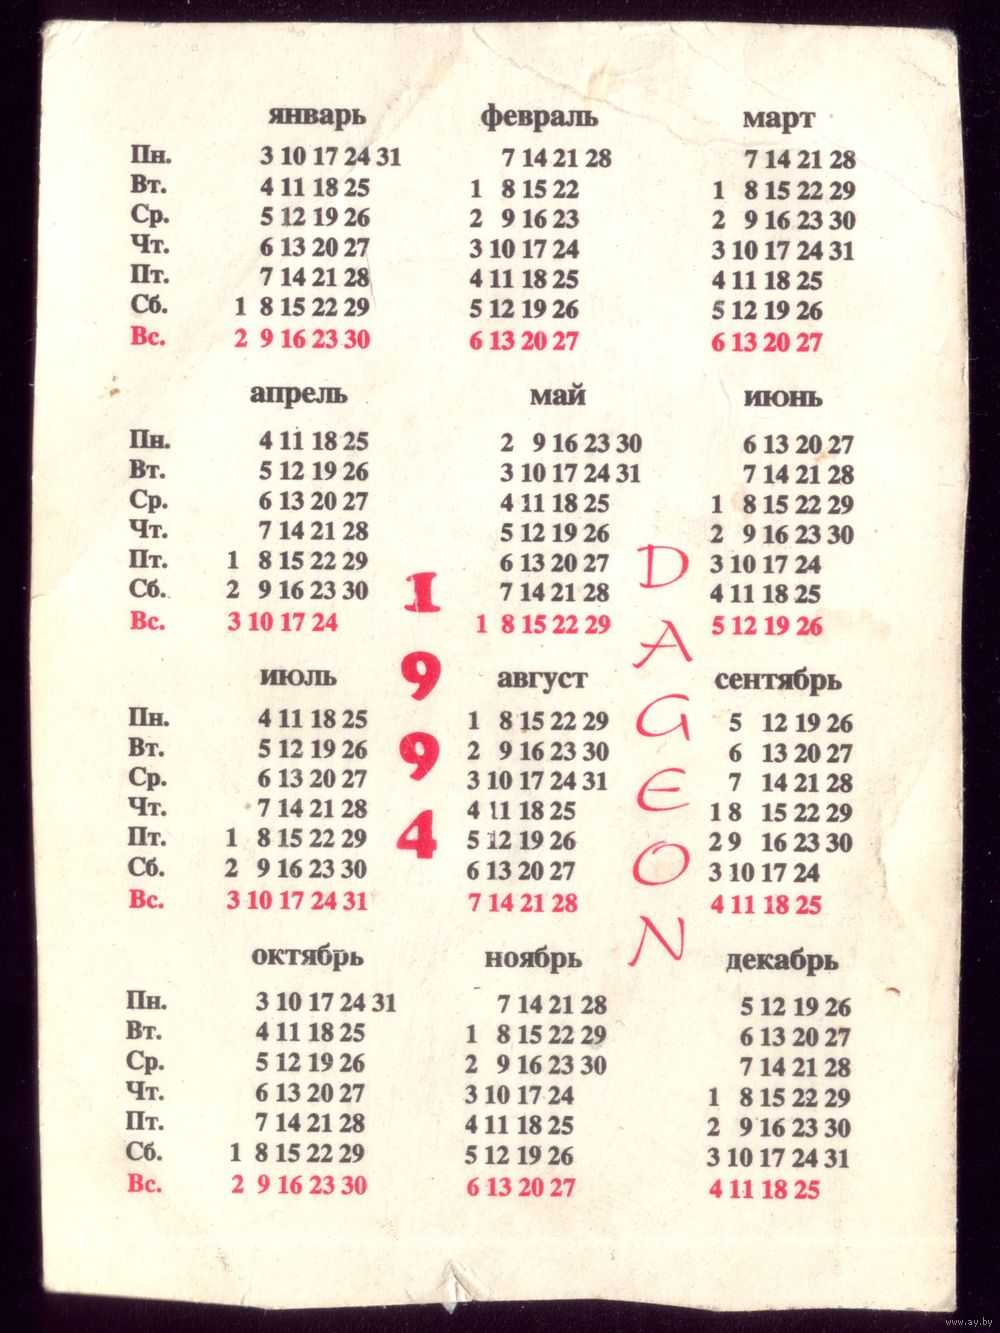 январь февраль март
Пн. 3 10 17 24 31 7 14 21 28 7 14 21 28
Вт. 4 11 18 25 1 8 15 22 1 8 15 22 29
Ср. 5 12 19 26 2 9 16 23 2 9 16 23 30
Чт. 6 13 20 27 3 10 17 24 3 10 17 24 31
Пт. 7 14 21 28 4 11 18 25 4 11 18 25
Сб. 1 8 15 22 29 5 12 19 26 5 12 19 26
Вс. 2 9 16 23 30 6 13 20 27 6 13 20 27
апрель май июнь
Пн. 4 11 18 25 2 9 16 23 30 6 13 20 27
Вт. 5 12 19 26 3 10 17 24 31 7 14 21 28
Ср. 6 13 20 27 4 11 18 25 1 8 15 22 29
Чт. 7 14 21 28 5 12 19 26 2 9 16 23 30
Пт. 1 8 15 22 29 6 13 20 27 3 10 17 24
Сб. 2 9 16 23 30 7 14 21 28 4 11 18 25
Вс. 3 10 17 24 1 8 15 22 29 5 12 19 26
1994
DAGEON
июль август сентябрь
Пн. 4 11 18 25 1 8 15 22 29 5 12 19 26
Вт. 5 12 19 26 2 9 16 23 30 6 13 20 27
Ср. 6 13 20 27 3 10 17 24 31 7 14 21 28
Чт. 7 14 21 28 4 11 18 25 1 8 15 22 29
Пт. 1 8 15 22 29 5 12 19 26 2 9 16 23 30
Сб. 2 9 16 23 30 6 13 20 27 3 10 17 24
Вс. 3 10 17 24 31 7 14 21 28 4 11 18 25
октябрь ноябрь декабрь
Пн. 3 10 17 24 31 7 14 21 28 5 12 19 26
Вт. 4 11 18 25 1 8 15 22 29 6 13 20 27
Ср. 5 12 19 26 2 9 16 23 30 7 14 21 28
Чт. 6 13 20 27 3 10 17 24 1 8 15 22 29
Пт. 7 14 21 28 4 11 18 25 2 9 16 23 30
Сб. 1 8 15 22 29 5 12 19 26 3 10 17 24 31
Вс. 2 9 16 23 30 6 13 20 27 4 11 18 25
www.ay.by